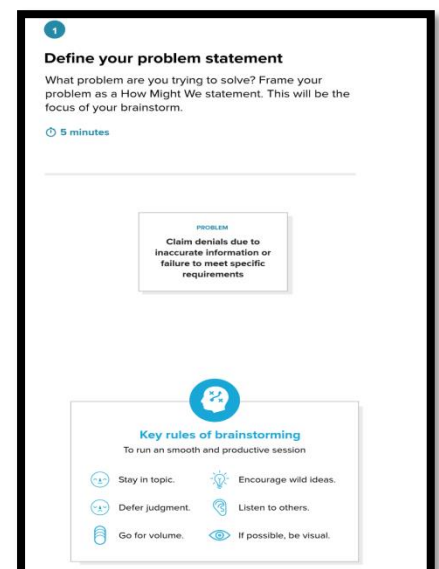 1
Define your problem statement
What problem are you trying to solve? Frame your
problem as a How Might We statement. This will be the
focus of your brainstorm.
5 minutes
PROBLEM
Claim denials due to
inaccurate information or
failure to meet specific
requirements
Key rules of brainstorming
To run an smooth and productive session
Stay in topic.
Encourage wild ideas.
Defer judgment.
Listen to others.
Go for volume.
If possible, be visual.